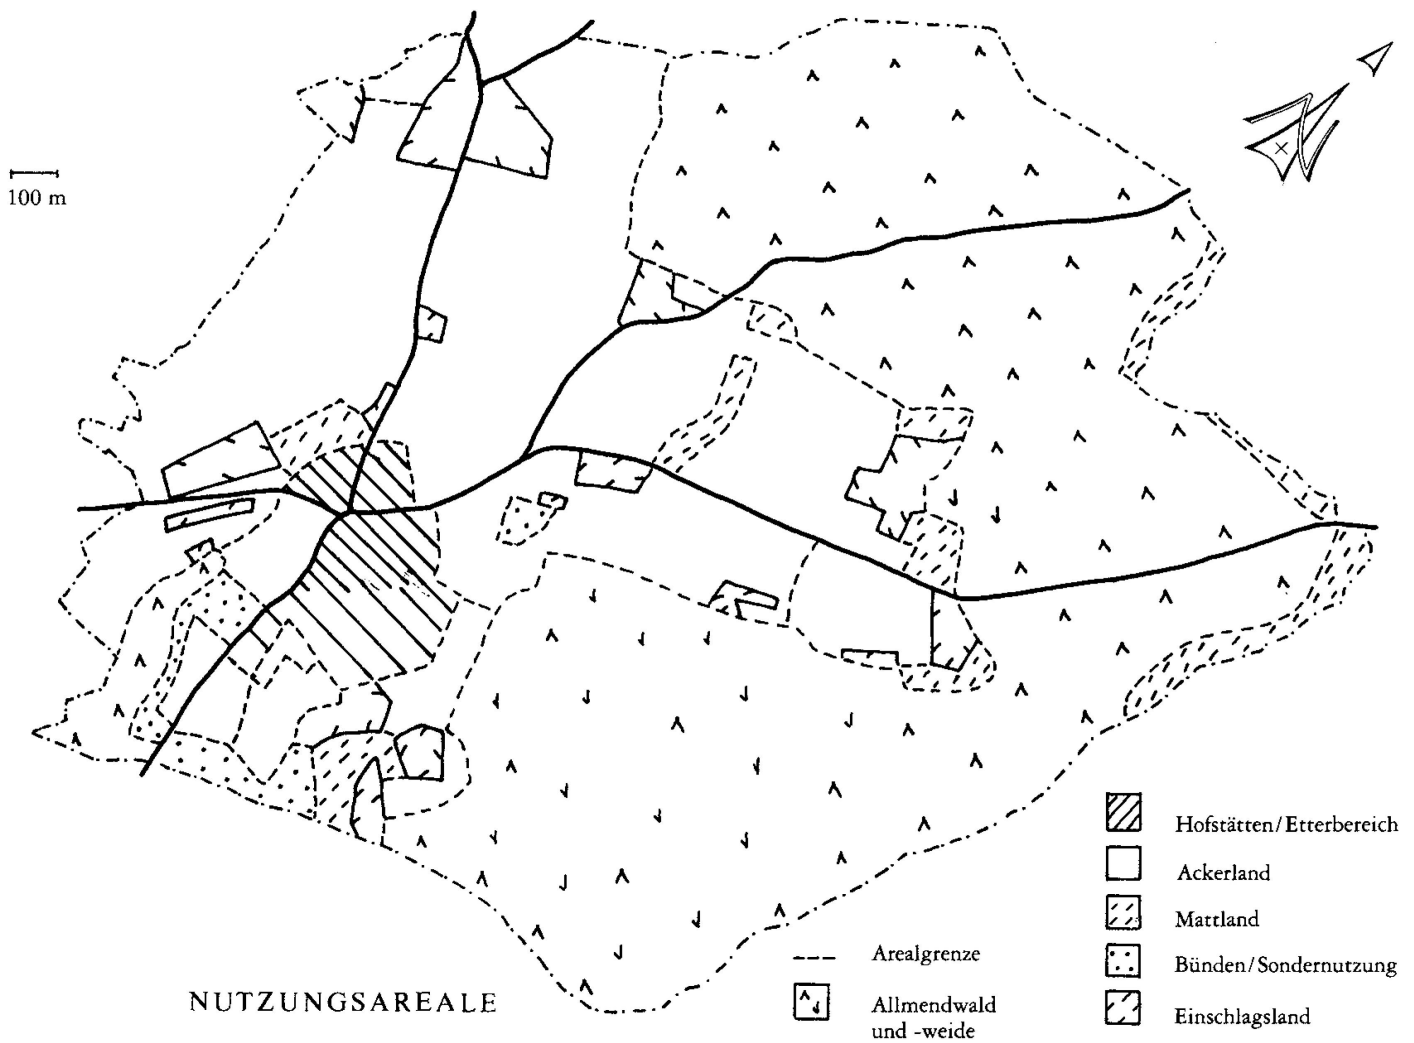 100 m
Hofstätten/Etterbereich
Ackerland
Mattland
Bünden/Sondernutzung
Einschlagsland
Arealgrenze
Allmendwald
und -weide
NUTZUNGSAREALE